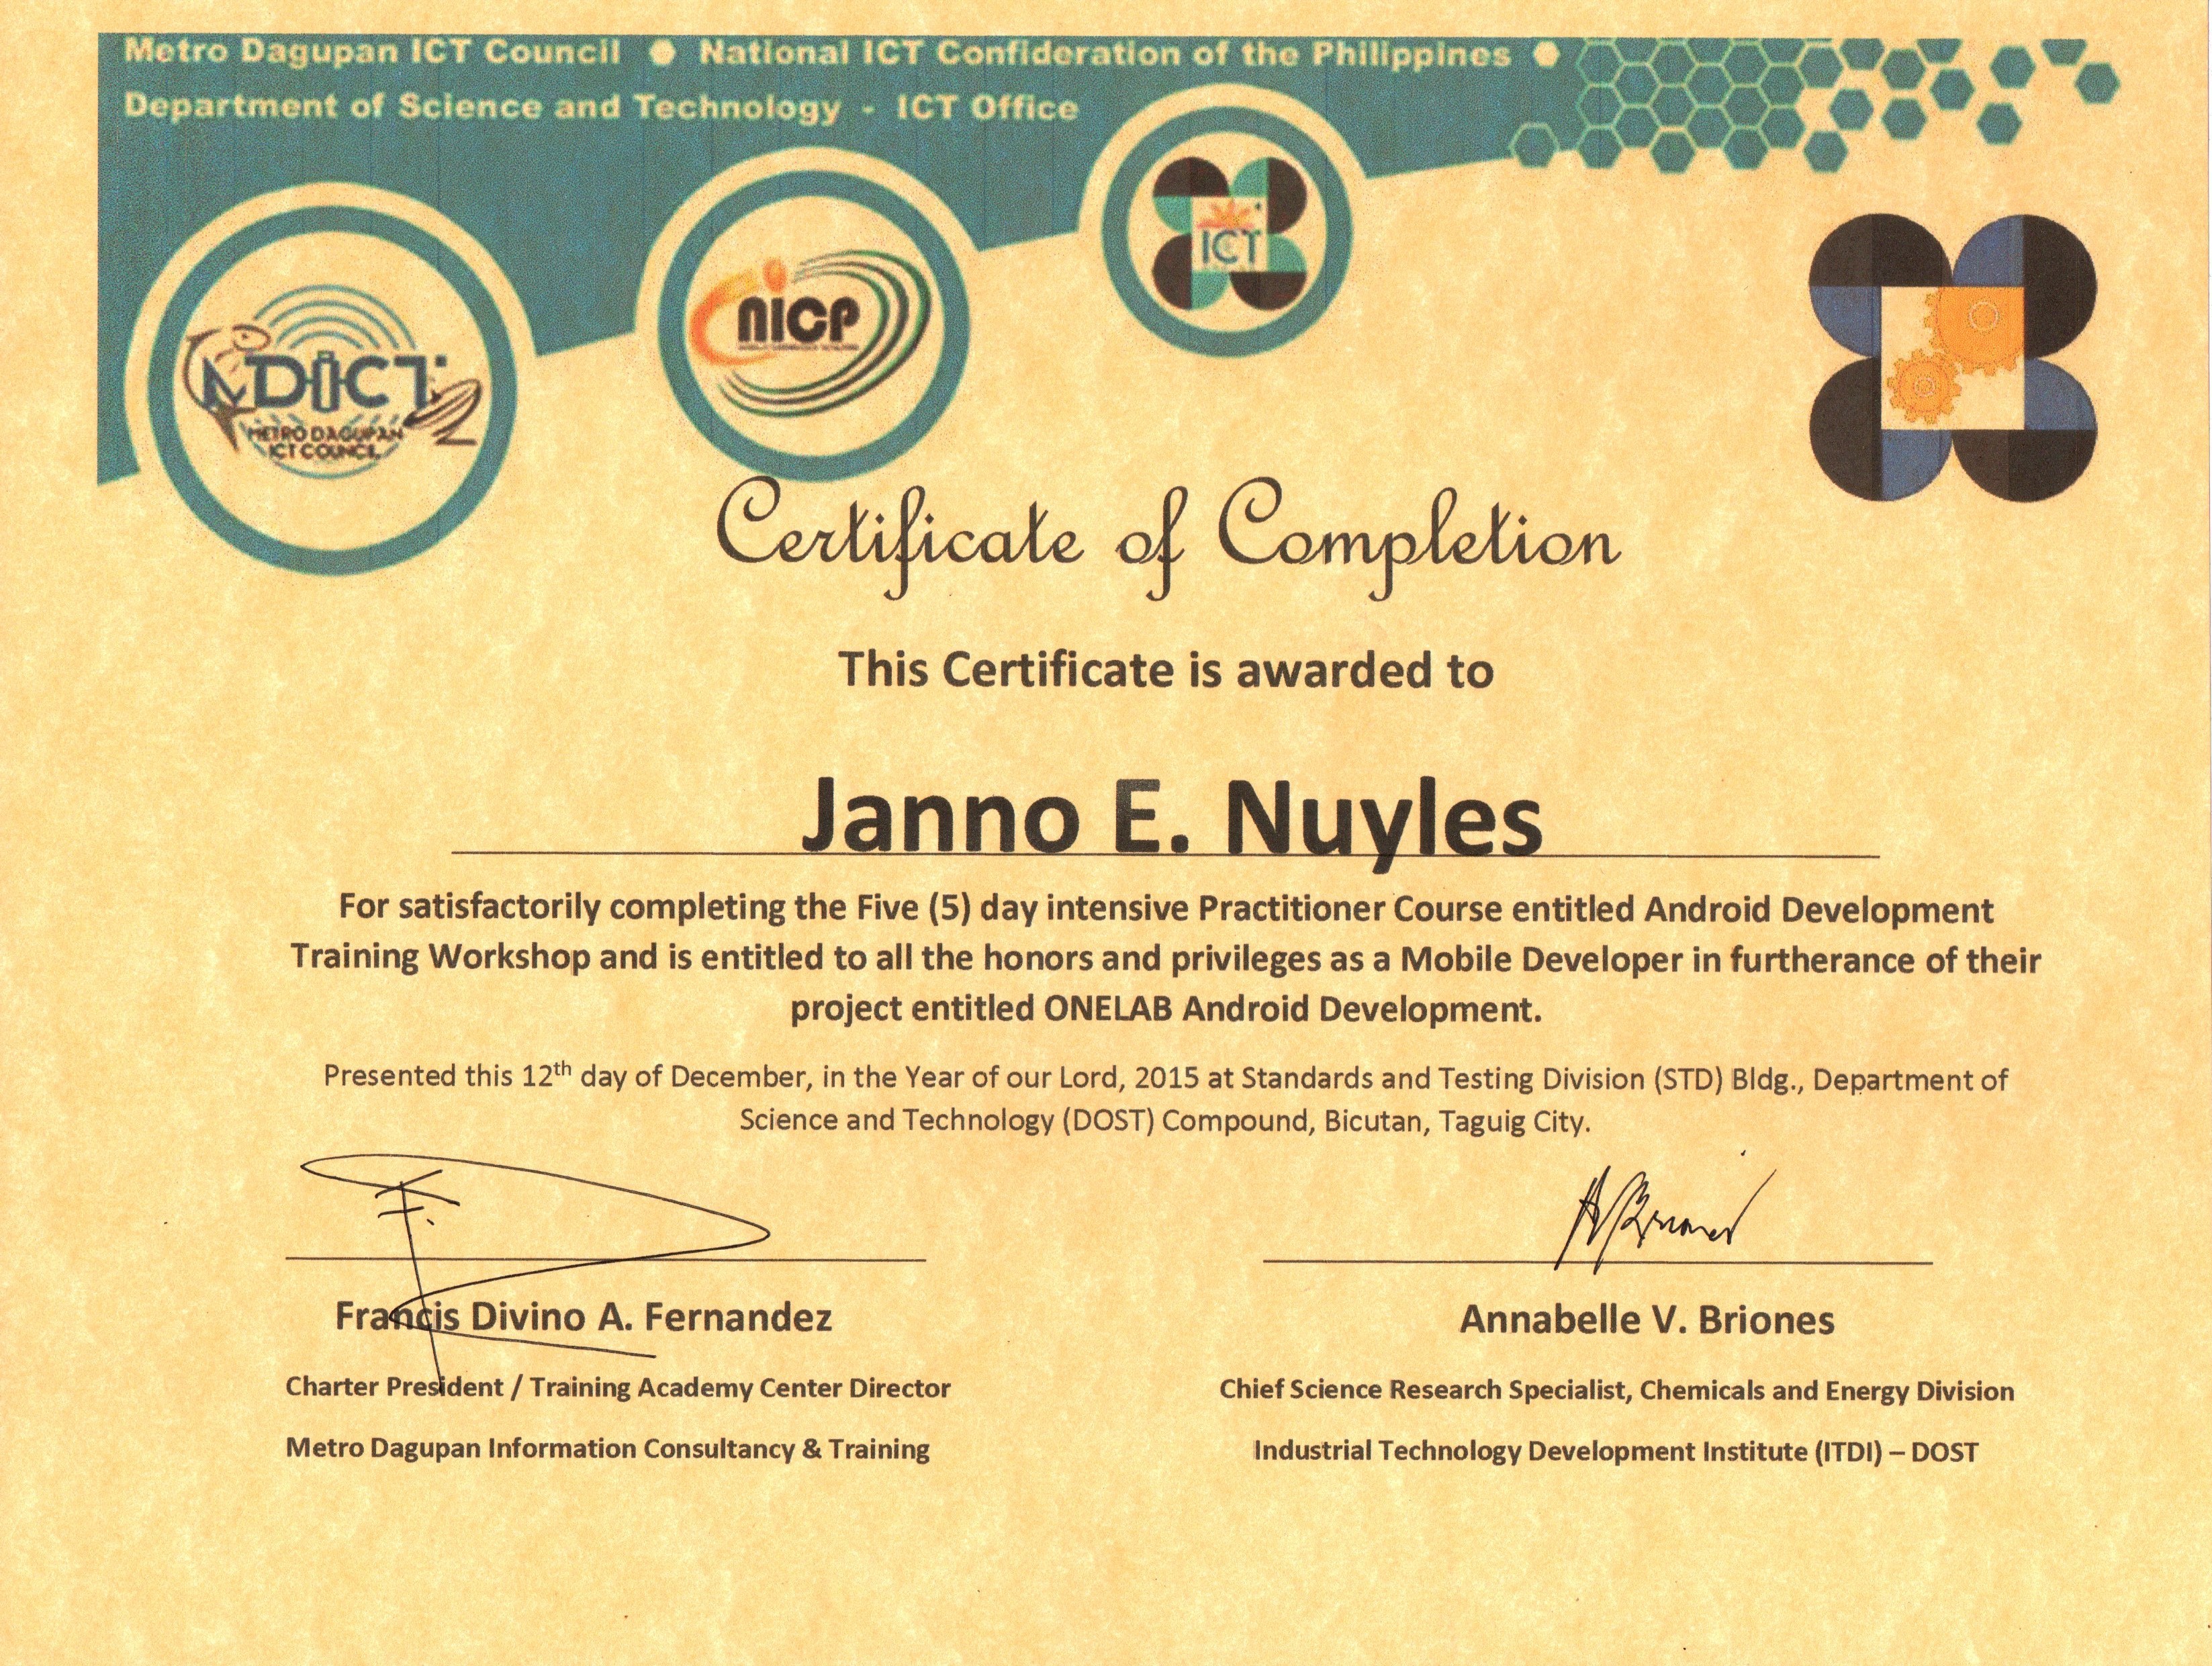 Metro Dagupan ICT Council ● National ICT Confideration of the Philippines ●
Department of Science and Technology - ICT Office
MDICT
METRO DAGUPAN
ICT COUNCIL
nicp
ICT
Certificate of Completion
This Certificate is awarded to
Janno E. Nuyles
For satisfactorily completing the Five (5) day intensive Practitioner Course entitled Android Development
Training Workshop and is entitled to all the honors and privileges as a Mobile Developer in furtherance of their
project entitled ONELAB Android Development.
Presented this 12th day of December, in the Year of our Lord, 2015 at Standards and Testing Division (STD) Bldg., Department of
Science and Technology (DOST) Compound, Bicutan, Taguig City.
Francis Divino A. Fernandez
Charter President / Training Academy Center Director
Metro Dagupan Information Consultancy & Training
Annabelle V. Briones
Chief Science Research Specialist, Chemicals and Energy Division
Industrial Technology Development Institute (ITDI) – DOST